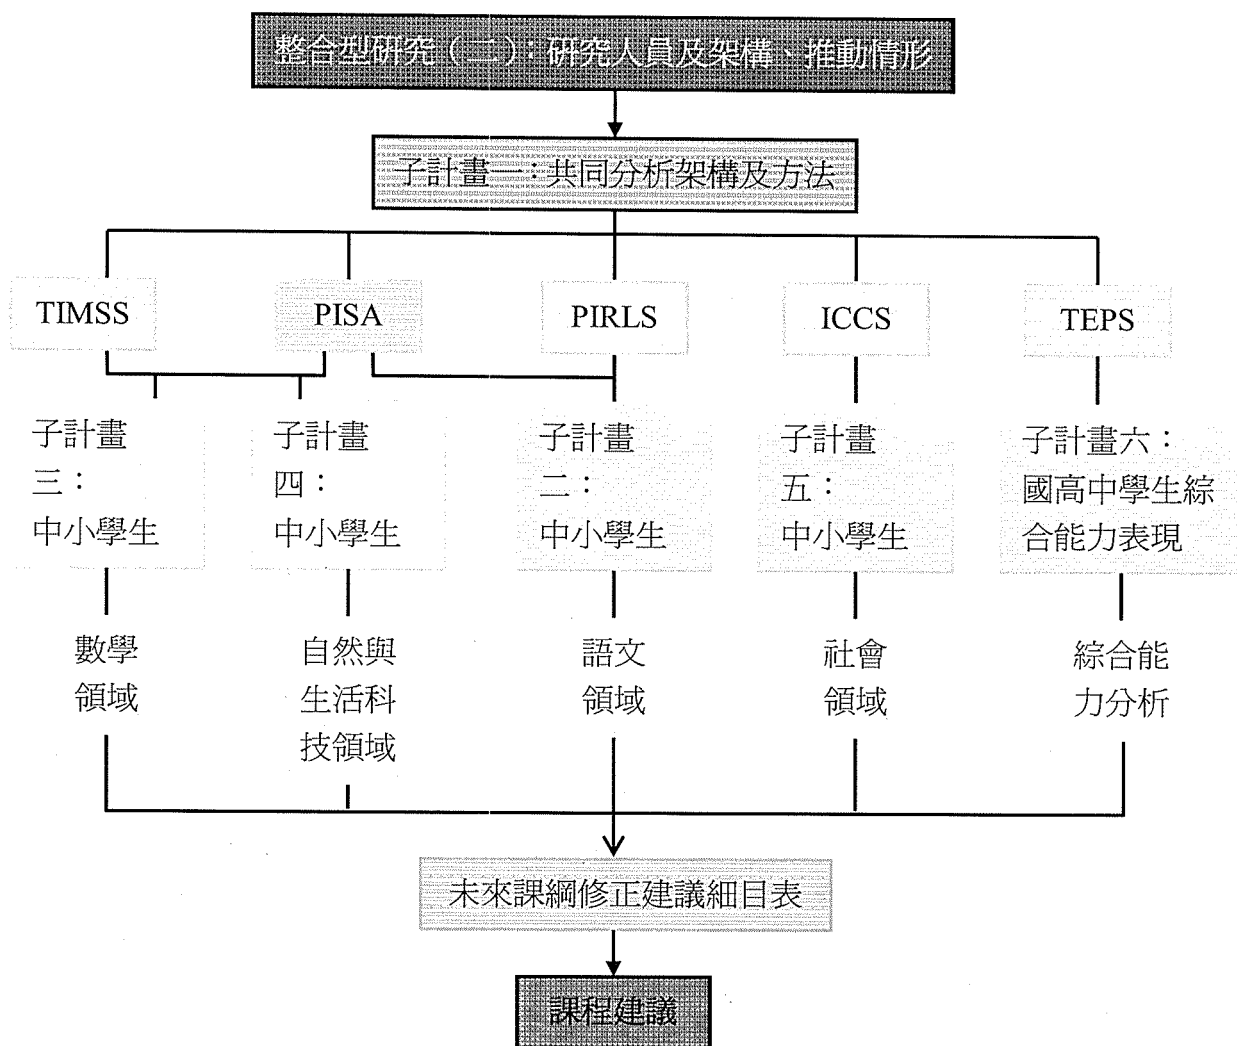 整合型研究（二）：研究人員及架構、推動情形
子計畫一：共同分析架構及方法
TIMSS
PISA
PIRLS
ICCS
TEPS
子計畫
三：
中小學生
子計畫
四：
中小學生
子計畫
二：
中小學生
子計畫
五：
中小學生
子計畫六：
國高中學生綜
合能力表現
數學
領域
自然與
生活科
技領域
語文
領域
社會
領域
綜合能
力分析
未來課綱修正建議細目表
課程建議